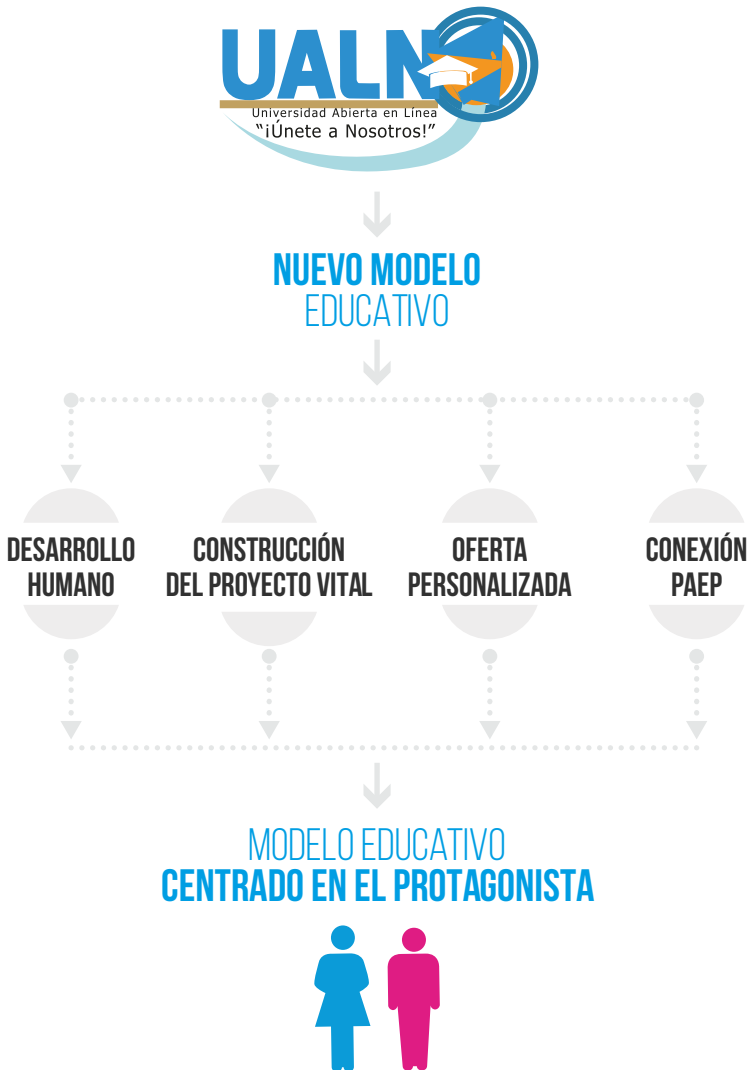 UALN
Universidad Abierta en Línea
"¡Únete a Nosotros!"
NUEVO MODELO
EDUCATIVO
DESARROLLO
HUMANO
CONSTRUCCIÓN
DEL PROYECTO VITAL
OFERTA
PERSONALIZADA
CONEXIÓN
PAEP
MODELO EDUCATIVO
CENTRADO EN EL PROTAGONISTA